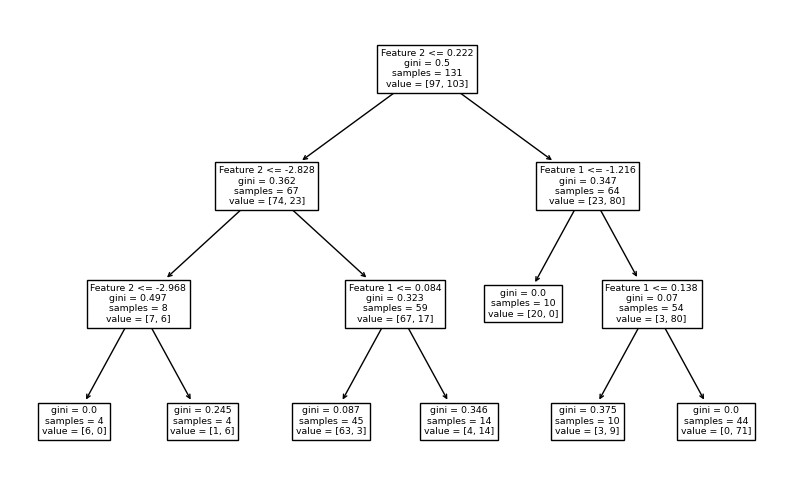 Feature 2 <= 0.222
gini = 0.5
samples = 131
value = [97, 103]
Feature 2 <= -2.828
gini = 0.362
samples = 67
value = [74, 23]
Feature 1 <= -1.216
gini = 0.347
samples = 64
value = [23, 80]
Feature 2 <= -2.968
gini = 0.497
samples = 8
value = [7, 6]
Feature 1 <= 0.084
gini = 0.323
samples = 59
value = [67, 17]
gini = 0.0
samples = 10
value = [20, 0]
Feature 1 <= 0.138
gini = 0.07
samples = 54
value = [3, 80]
gini = 0.0
samples = 4
value = [6, 0]
gini = 0.245
samples = 4
value = [1, 6]
gini = 0.087
samples = 45
value = [63, 3]
gini = 0.346
samples = 14
value = [4, 14]
gini = 0.375
samples = 10
value = [3, 9]
gini = 0.0
samples = 44
value = [0, 71]